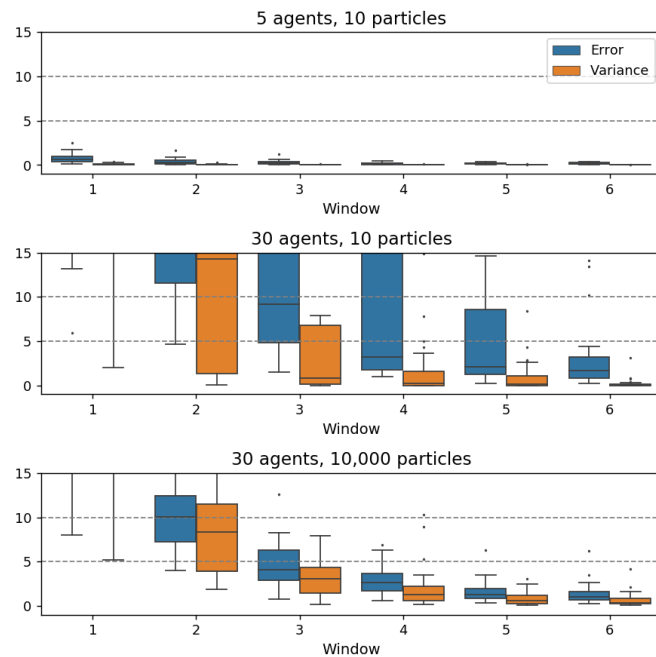 5 agents, 10 particles
15
10
5
0
Error
Variance
1 2 3 4 5 6
Window
30 agents, 10 particles
15
10
5
0
1 2 3 4 5 6
Window
30 agents, 10,000 particles
15
10
5
0
1 2 3 4 5 6
Window